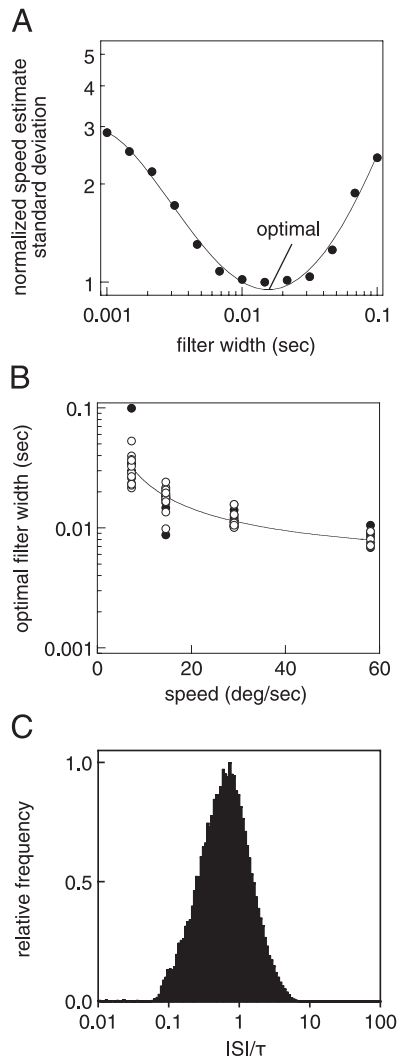 A
normalized speed estimate
standard deviation
5
4
3
2
1
optimal
0.001
0.01
0.1
filter width (sec)
B
optimal filter width (sec)
0.1
0.01
0.001
0
20
40
60
speed (deg/sec)
C
relative frequency
1.0
0.5
0.0
0.01
0.1
1
10
100
|S|/τ